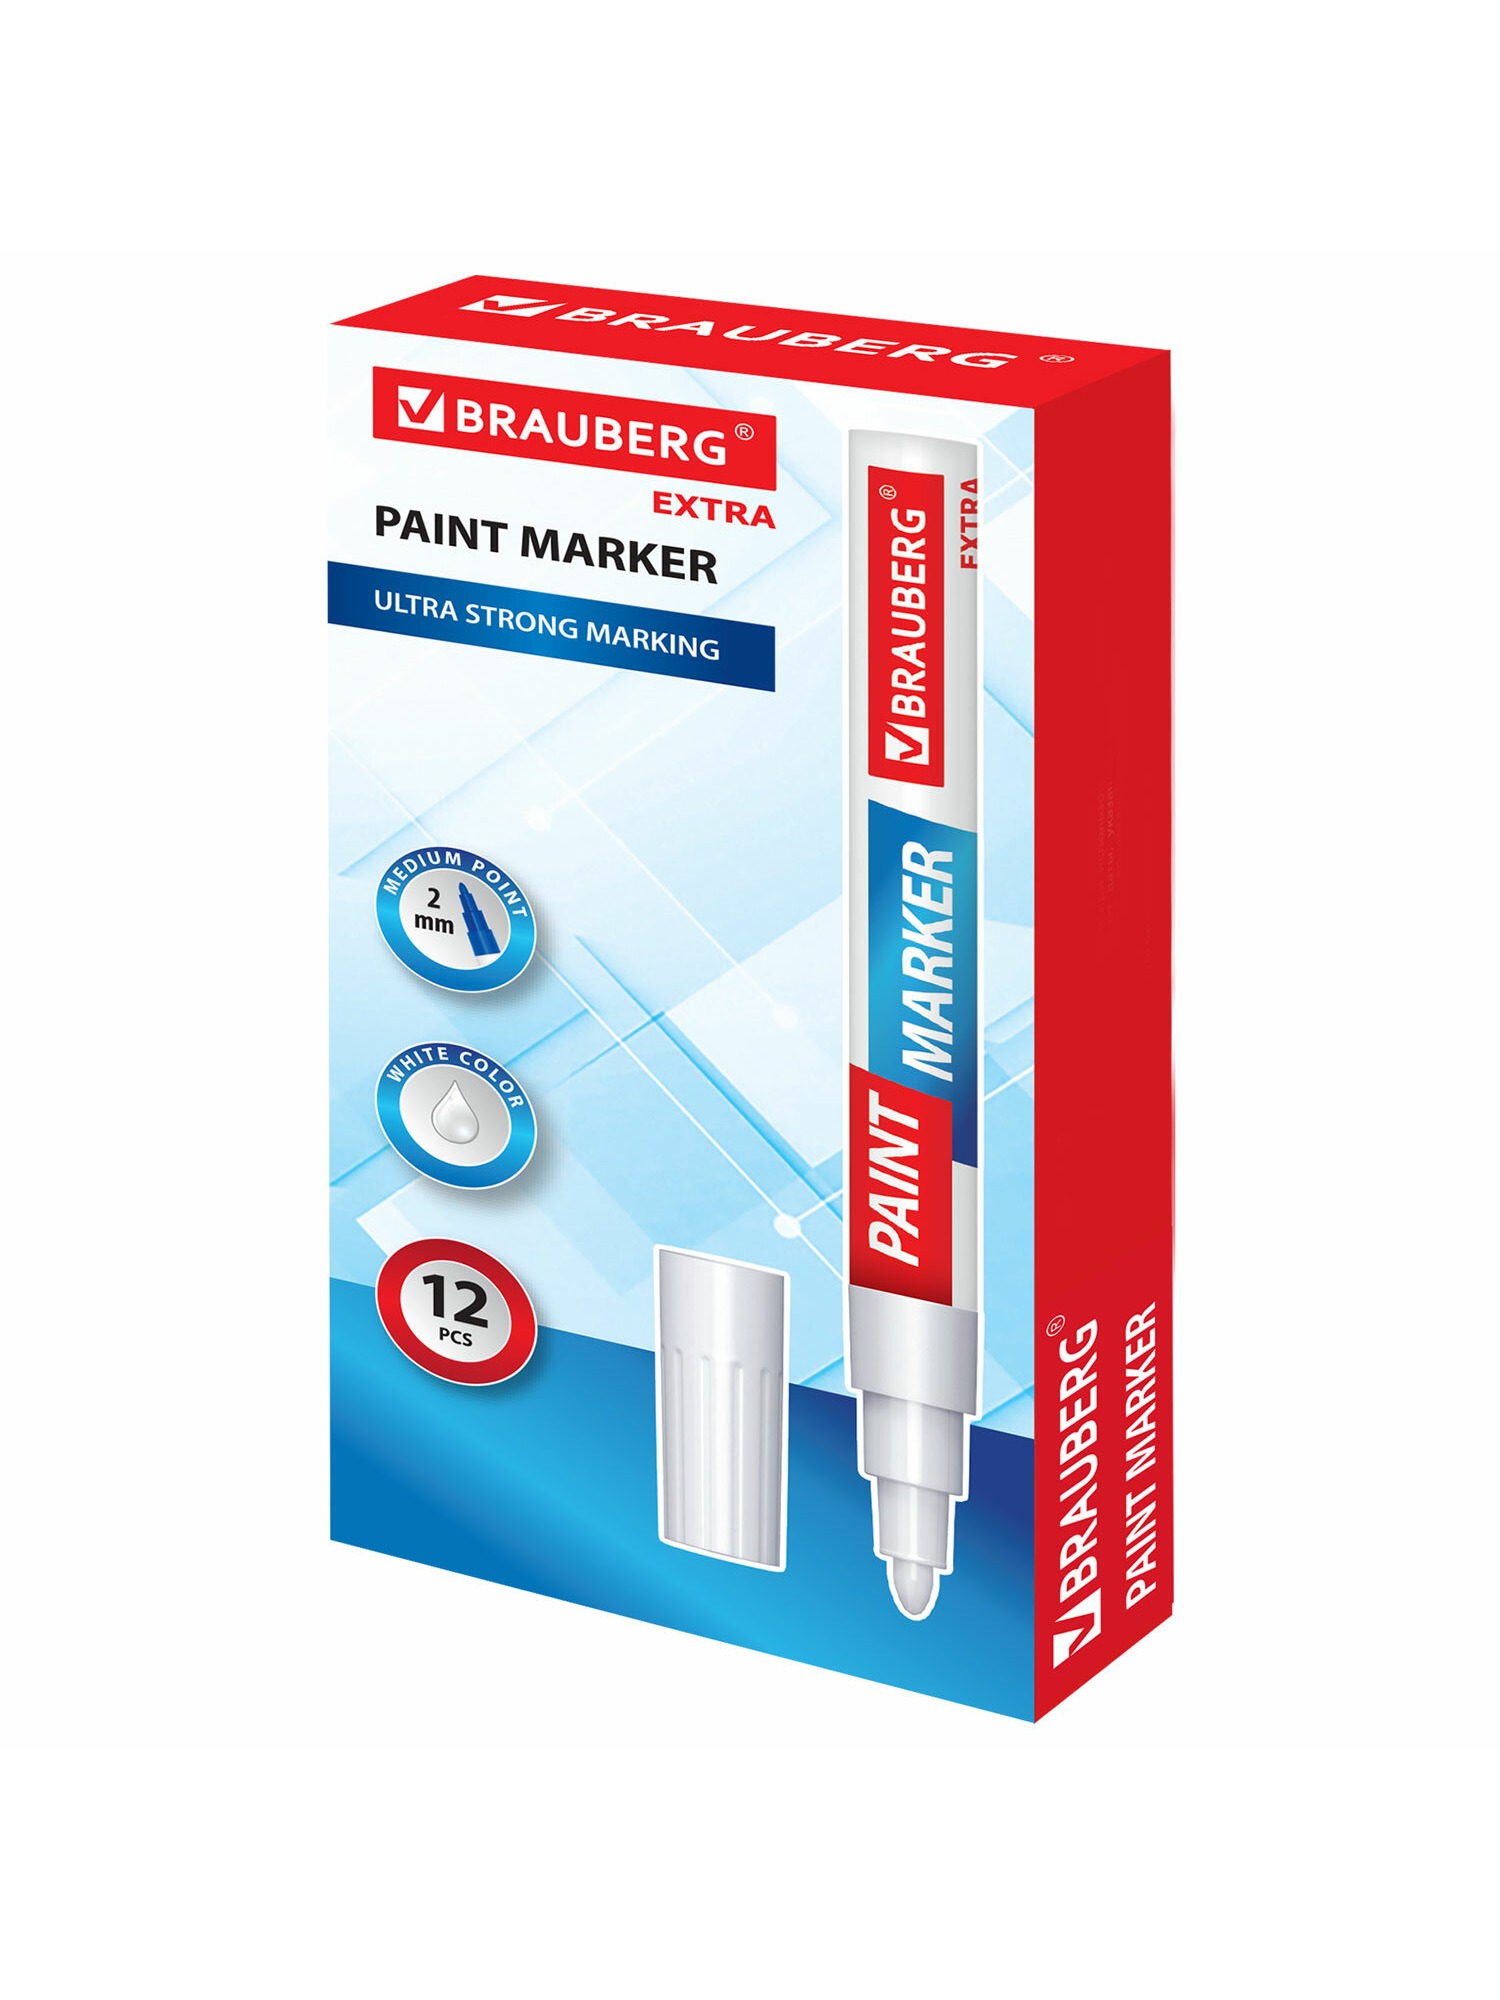 BRAUBERG®
BRAUBERG®
EXTRA
PAINT MARKER
ULTRA STRONG MARKING
MEDIUM POINT
2
mm
WHITE COLOR
12
PCS
BRAUBERG®
EXTRA
PAINT MARKER
BRAUBERG®
PAINT MARKER